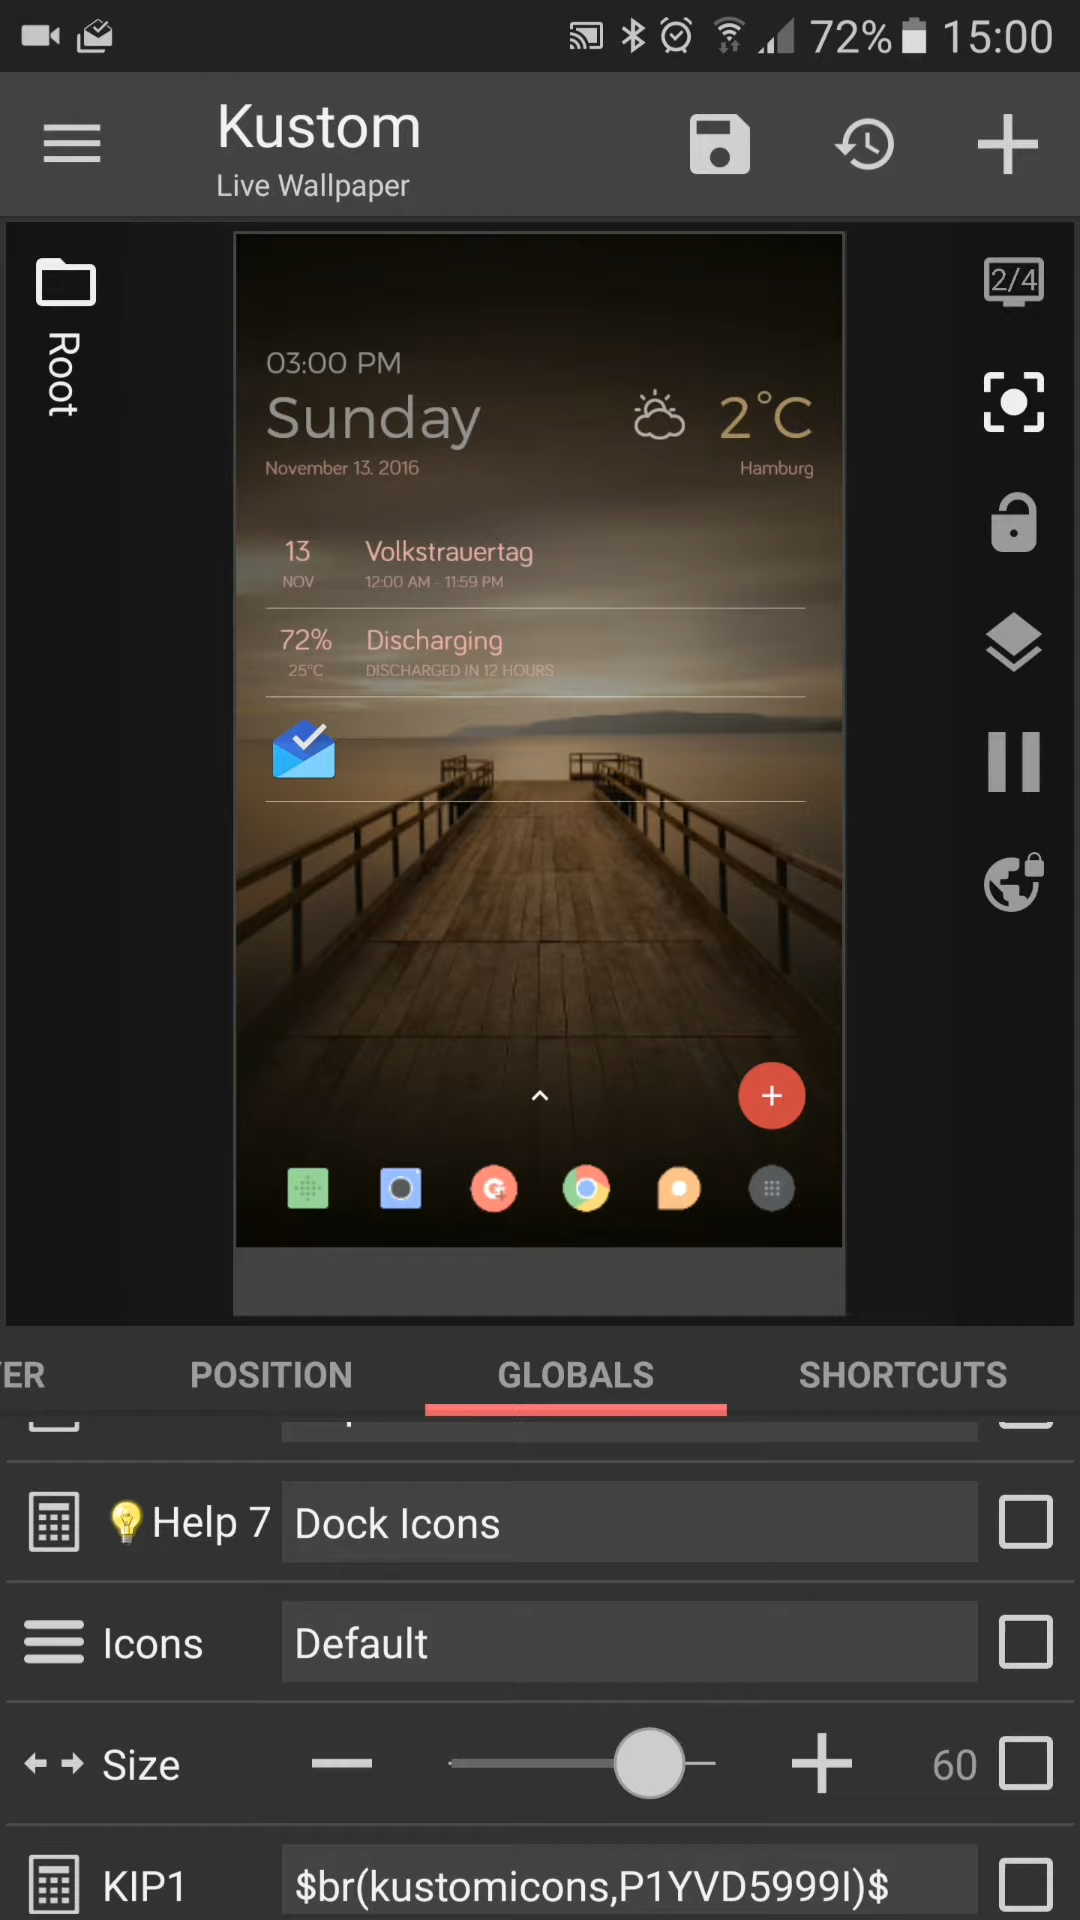 72% 15:00
Kustom
Live Wallpaper
2/4
Root
03:00 PM
Sunday
2°C
November 13. 2016
Hamburg
13
Volkstrauertag
NOV
12:00 AM - 11:59 PM
72%
Discharging
25°C
DISCHARGED IN 12 HOURS
ER
POSITION
GLOBALS
SHORTCUTS
Help 7
Dock Icons
Icons
Default
Size
60
KIP1
$br(kustomicons,P1YVD5999I)$